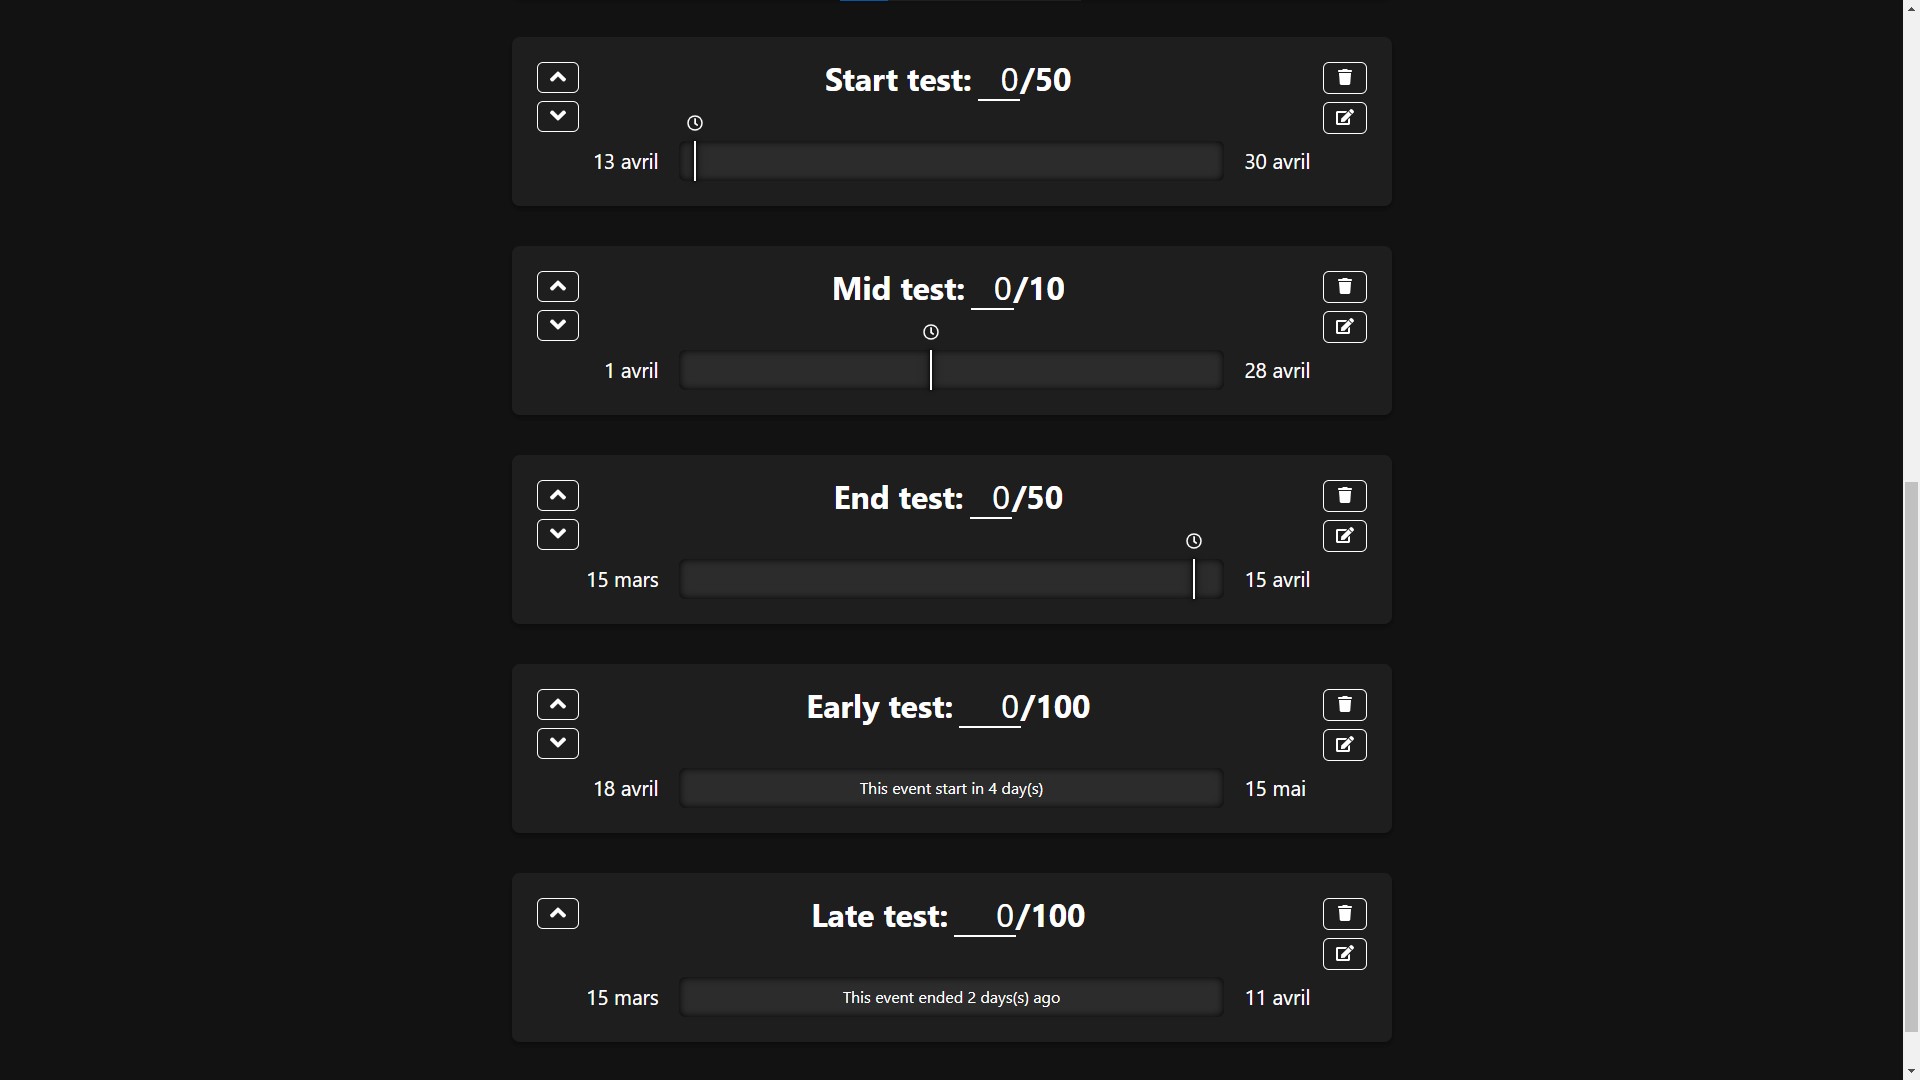 Start test: 0/50
13 avril
30 avril
Mid test: 0/10
1 avril
28 avril
End test: 0/50
15 mars
15 avril
Early test: 0/100
18 avril
This event start in 4 day(s)
15 mai
Late test: 0/100
15 mars
This event ended 2 days(s) ago
11 avril